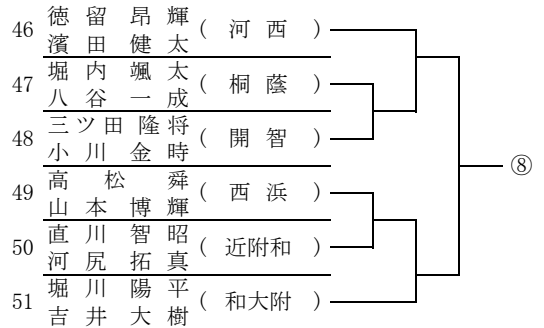 46 徳留昂輝 (河西)
濱田健太
47 堀内颯太 (桐蔭)
八谷一成
48 三ツ田隆将 (開智)
小川金時
49 高松舜 (西浜)
山本博輝
50 直川智昭 (近附和)
河尻拓真
51 堀川陽平 (和大附)
吉井大樹
⑧